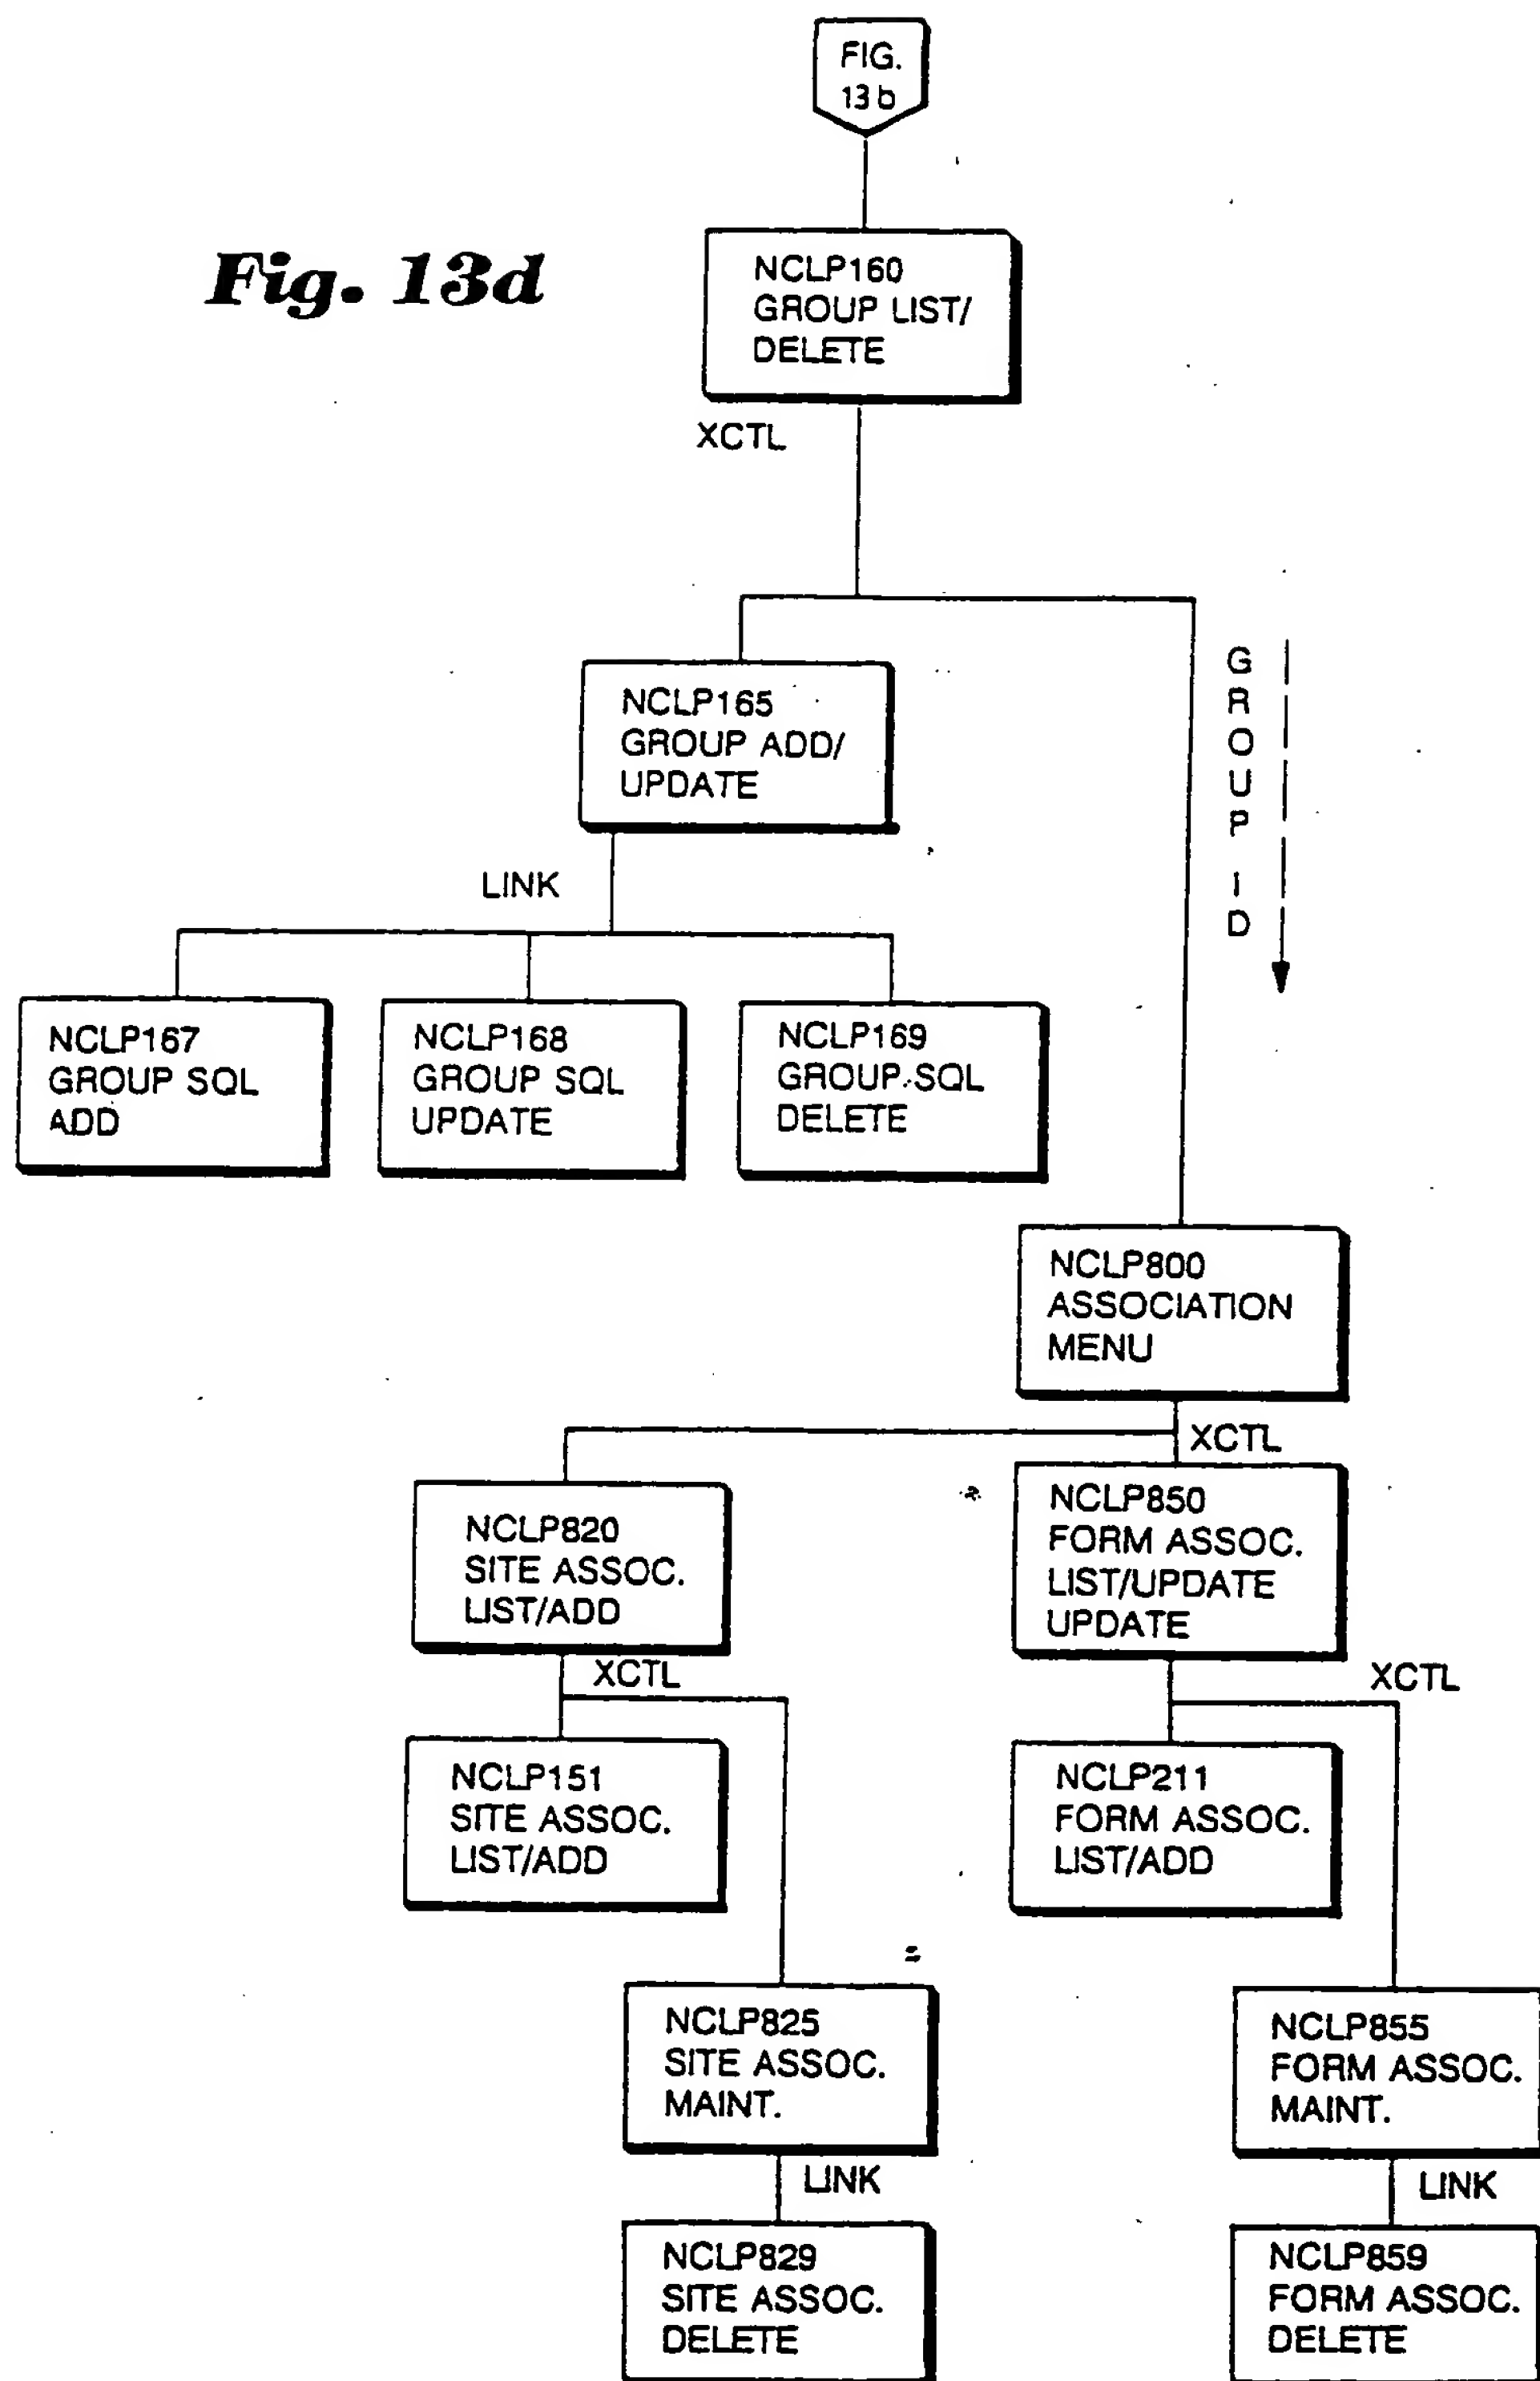 FIG.
13b
Fig. 13d
NCLP160
GROUP LIST/
DELETE
XCTL
NCLP165
GROUP ADD/
UPDATE
GROUP ID
LINK
NCLP167
GROUP SQL
ADD
NCLP168
GROUP SQL
UPDATE
NCLP169
GROUP SQL
DELETE
NCLP800
ASSOCIATION
MENU
XCTL
NCLP820
SITE ASSOC.
LIST/ADD
NCLP850
FORM ASSOC.
LIST/UPDATE
UPDATE
XCTL
XCTL
NCLP151
SITE ASSOC.
LIST/ADD
NCLP211
FORM ASSOC.
LIST/ADD
NCLP825
SITE ASSOC.
MAINT.
NCLP855
FORM ASSOC.
MAINT.
LINK
LINK
NCLP829
SITE ASSOC.
DELETE
NCLP859
FORM ASSOC.
DELETE